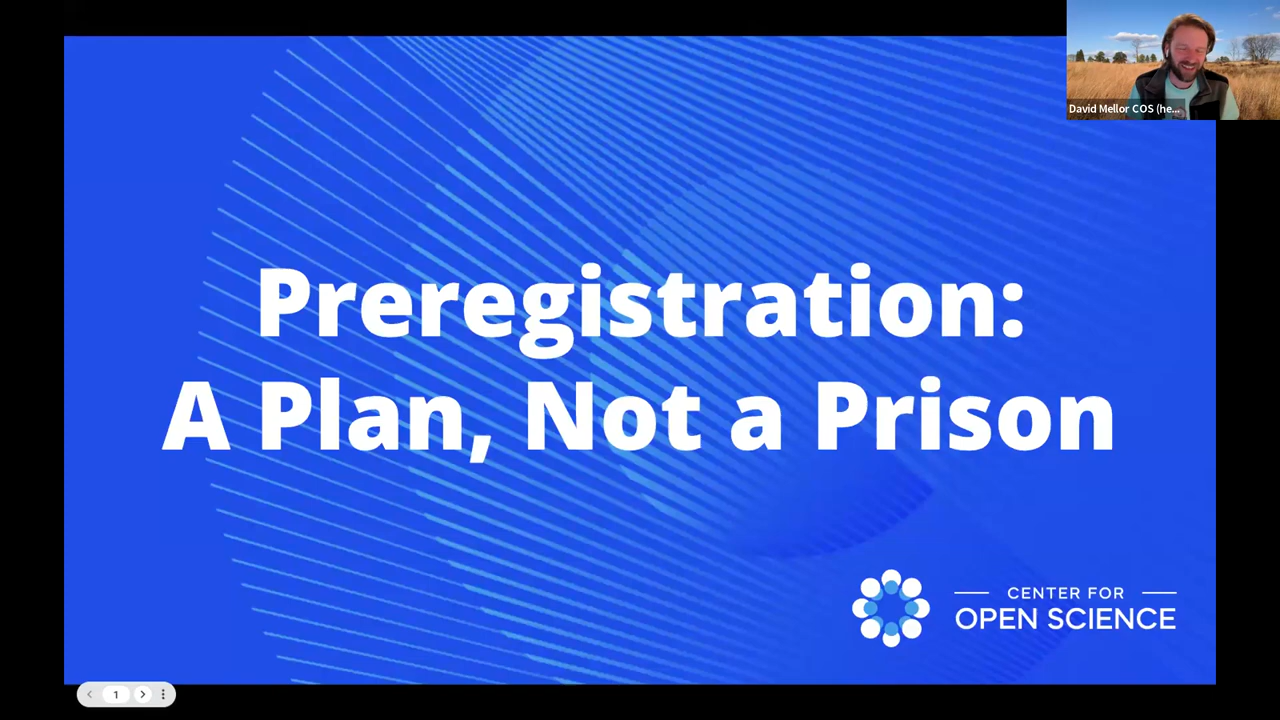 David Mellor COS (he...
Preregistration:
A Plan, Not a Prison
CENTER FOR
OPEN SCIENCE
1